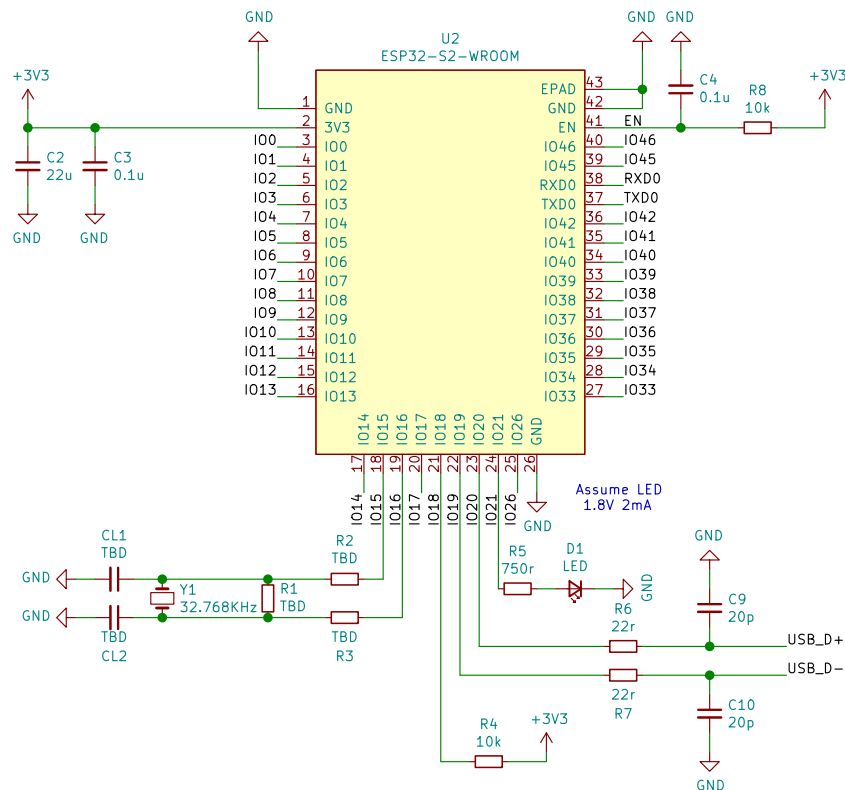 GND
GND
GND
U2
ESP32-S2-WROOM
+3V3
C4
0.1u
R8
10k
+3V3
1
GND
EPAD
43
GND
42
2
3V3
EN
41
EN
IO0
3
IO0
IO46
40
IO46
IO1
4
IO1
IO45
39
IO45
IO2
5
IO2
RXD0
38
RXD0
IO3
6
IO3
TXD0
37
TXD0
IO4
7
IO4
IO42
36
IO42
IO5
8
IO5
IO41
35
IO41
IO6
9
IO6
IO40
34
IO40
IO7
10
IO7
IO39
33
IO39
IO8
11
IO8
IO38
32
IO38
IO9
12
IO9
IO37
31
IO37
IO10
13
IO10
IO36
30
IO36
IO11
14
IO11
IO35
29
IO35
IO12
15
IO12
IO34
28
IO34
IO13
16
IO13
IO33
27
IO33
C2
22u
C3
0.1u
GND
GND
IO14
IO15
IO16
IO17
IO18
IO19
IO20
IO21
IO26
GND
17
18
19
20
21
22
23
24
25
26
IO14
IO15
IO16
IO17
IO18
IO19
IO20
IO21
IO26
GND
Assume LED
1.8V 2mA
CL1
TBD
GND
R2
TBD
R5
750r
D1
LED
GND
GND
Y1
32.768KHz
R1
TBD
GND
TBD
CL2
TBD
R3
R6
22r
C9
20p
USB_D+
USB_D-
22r
R7
C10
20p
GND
R4
10k
+3V3